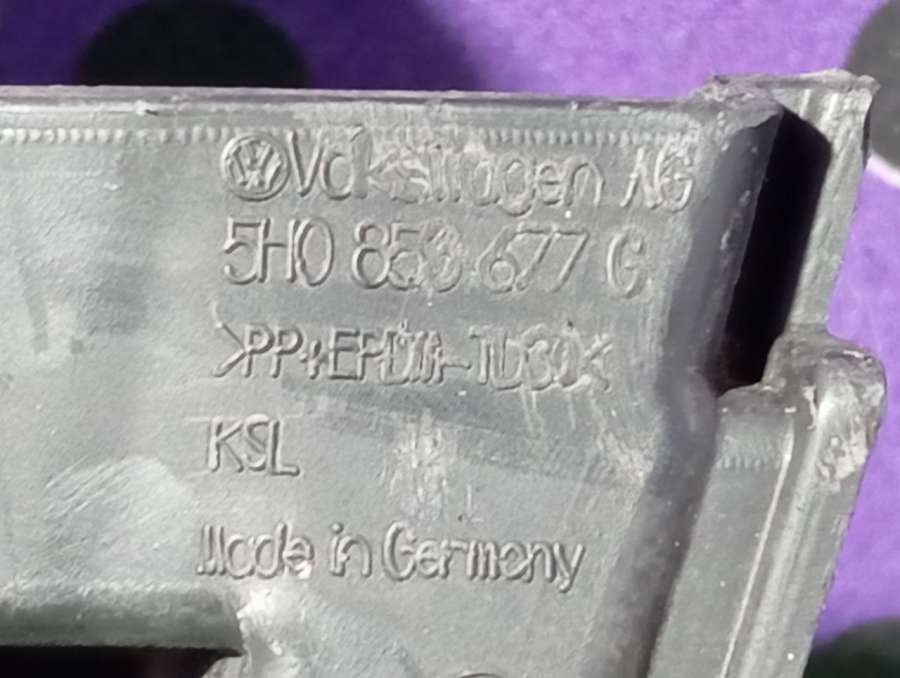 Volkswagen AG
5H0 853 677 G
>PP+EPDM-TD30<
KSL
Made in Germany